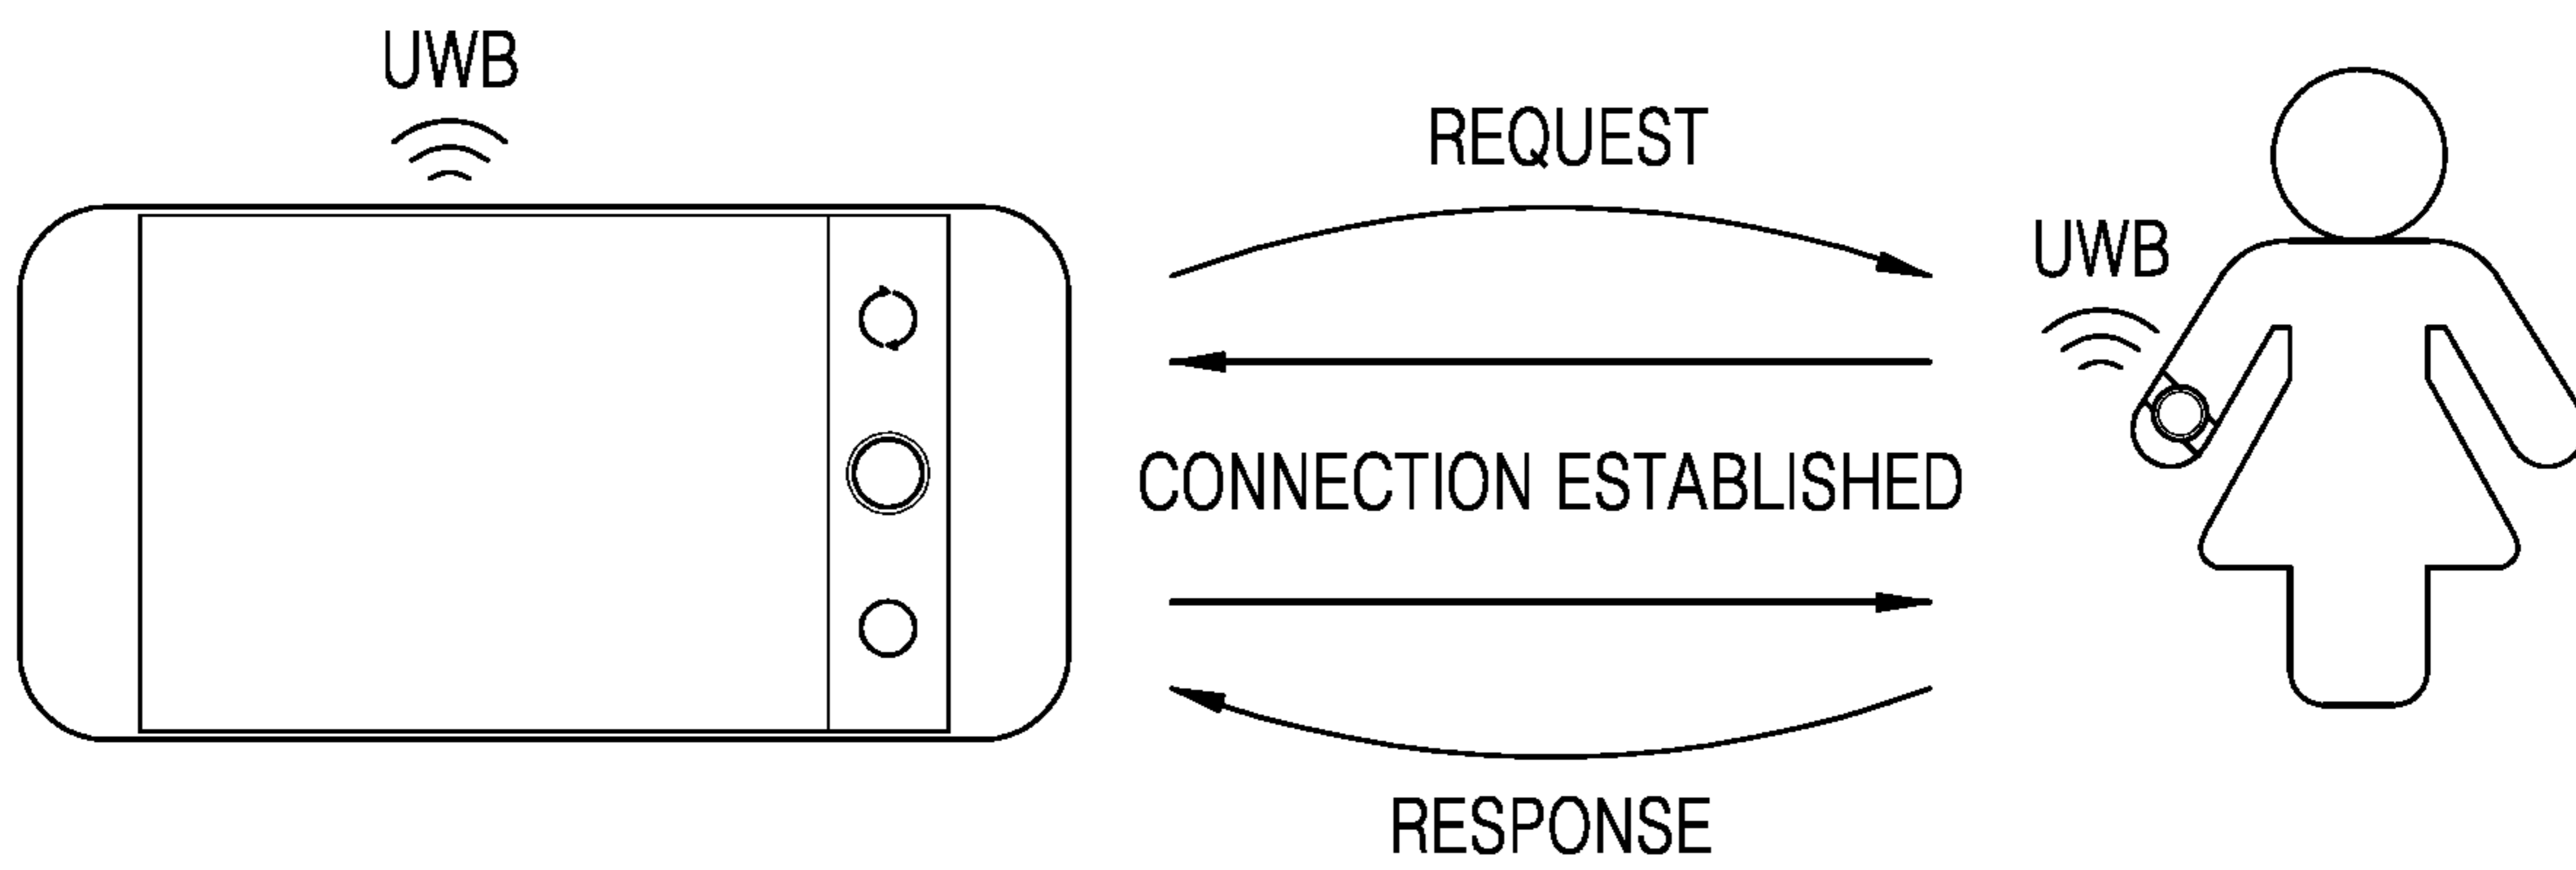 UWB
REQUEST
UWB
CONNECTION ESTABLISHED
RESPONSE